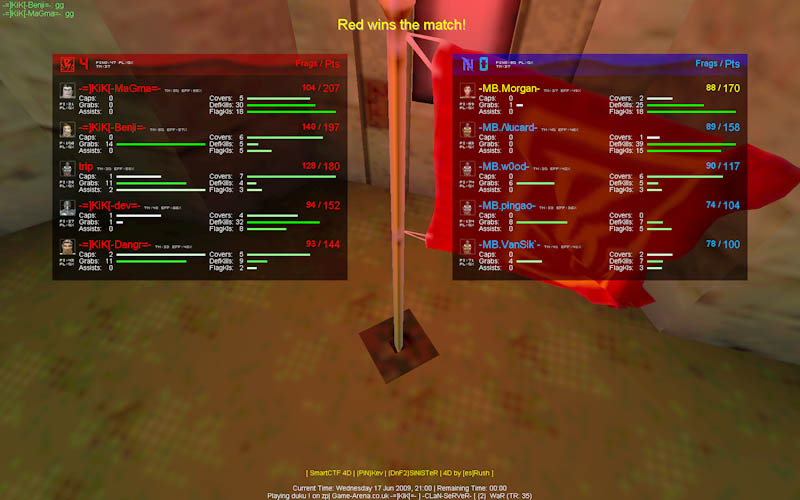 -=]KiK[-Benji=-: gg
-=]KiK[-MaGma=-: gg
Red wins the match!
4 Frags / Pts
-=]KiK[-MaGma=- 104 / 207
Caps: 0 Covers: 5
Grabs: 0 DefKills: 30
Assists: 0 FlagKls: 18
-=]KiK[-Benji=- 140 / 197
Caps: 0 Covers: 6
Grabs: 14 DefKills: 5
Assists: 0 FlagKls: 5
trip 128 / 180
Caps: 1 Covers: 7
Grabs: 11 DefKills: 4
Assists: 2 FlagKls: 3
-=]KiK[-dev=- 94 / 152
Caps: 1 Covers: 4
Grabs: 1 DefKills: 32
Assists: 0 FlagKls: 8
-=]KiK[-Dangr=- 93 / 144
Caps: 2 Covers: 5
Grabs: 11 DefKills: 9
Assists: 0 FlagKls: 2
0 Frags / Pts
-MB.Morgan- 88 / 170
Caps: 0 Covers: 2
Grabs: 1 DefKills: 25
Assists: 0 FlagKls: 18
-MB./\lucard- 89 / 158
Caps: 0 Covers: 1
Grabs: 0 DefKills: 39
Assists: 0 FlagKls: 15
-MB.w0od- 90 / 117
Caps: 0 Covers: 6
Grabs: 6 DefKills: 5
Assists: 0 FlagKls: 3
-MB.pingao- 74 / 104
Caps: 0 Covers: 0
Grabs: 8 DefKills: 7
Assists: 0 FlagKls: 5
-MB.VanSik`- 78 / 100
Caps: 0 Covers: 2
Grabs: 4 DefKills: 7
Assists: 0 FlagKls: 3
[ SmartCTF 4D | |PiN|Kev | {DnF2}SiNiSTeR | 4D by [es]Rush ]
Current Time: Wednesday 17 Jun 2009, 21:00 | Remaining Time: 00:00
Playing duku ! on zp| Game-Arena.co.uk -=]KiK[=- | -CLaN-SeRVeR- | (2) WaR (TR: 35)